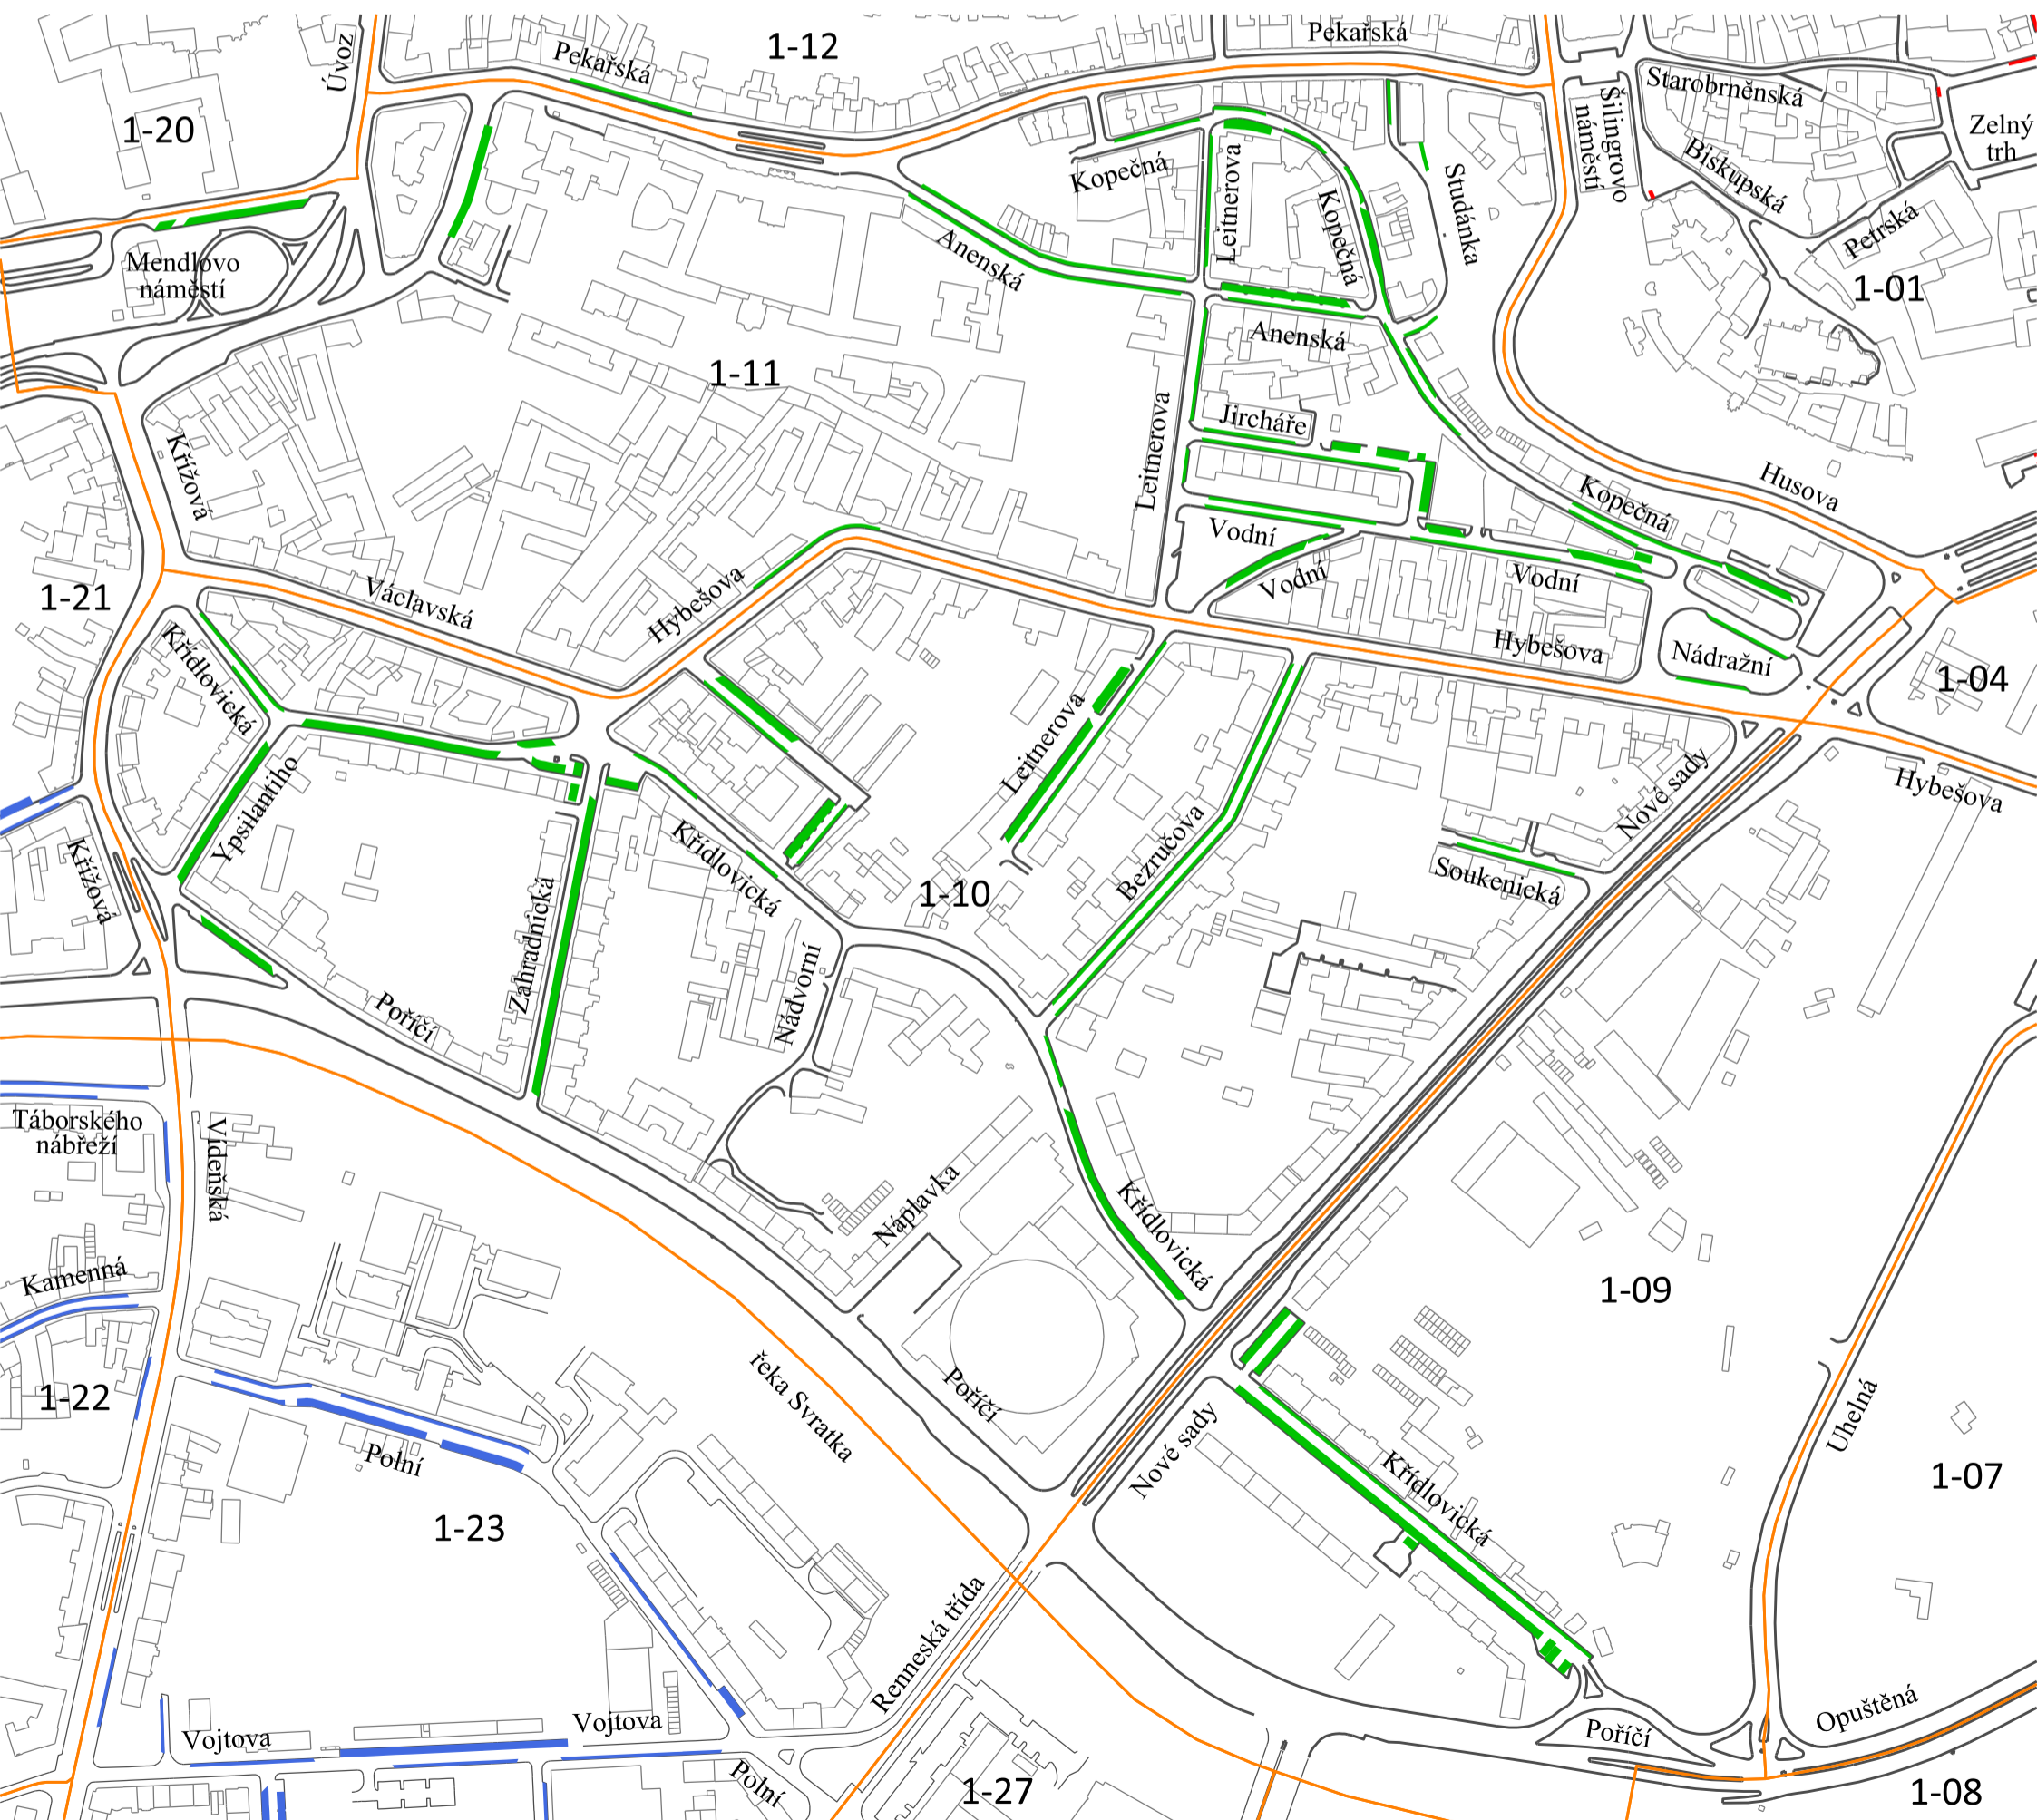 1-12
Pekařská
Pekařská
Úvoz
1-20
Starobrněnská
Šilingrovo
náměstí
Zelný
trh
Biskupská
Kopečná
Leitnerova
Kopečná
Studánka
Petrská
Anenská
Mendlovo
náměstí
1-01
Anenská
1-11
Jircháře
Leitnerova
Křížová
Husova
Kopečná
Vodní
Vodní
Vodní
1-21
Václavská
Hybešova
Hybešova
Nádražní
1-04
Křídlovická
Leitnerova
Ypsilantiho
Nové sady
Hybešova
Křídlovická
Bezručova
Soukenická
Křížová
1-10
Zahradnická
Nádvorní
Poříčí
Táborského
nábřeží
Vídeňská
Náplavka
Křídlovická
Kamenná
1-09
1-22
řeka Svratka
Poříčí
Uhelná
Nové sady
Polní
Křídlovická
1-07
1-23
Renneská třída
Opuštěná
Vojtova
Vojtova
Poříčí
Polní
1-27
1-08